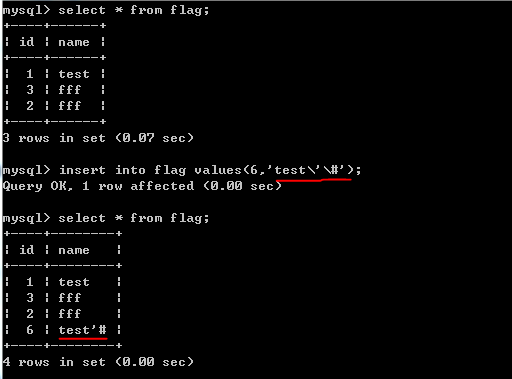 mysql> select * from flag;
+----+------+
| id | name |
+----+------+
| 1 | test |
| 3 | fff |
| 2 | fff |
+----+------+
3 rows in set (0.07 sec)
mysql> insert into flag values(6,'test\'\#');
Query OK, 1 row affected (0.00 sec)
mysql> select * from flag;
+----+--------+
| id | name |
+----+--------+
| 1 | test |
| 3 | fff |
| 2 | fff |
| 6 | test'# |
+----+--------+
4 rows in set (0.00 sec)